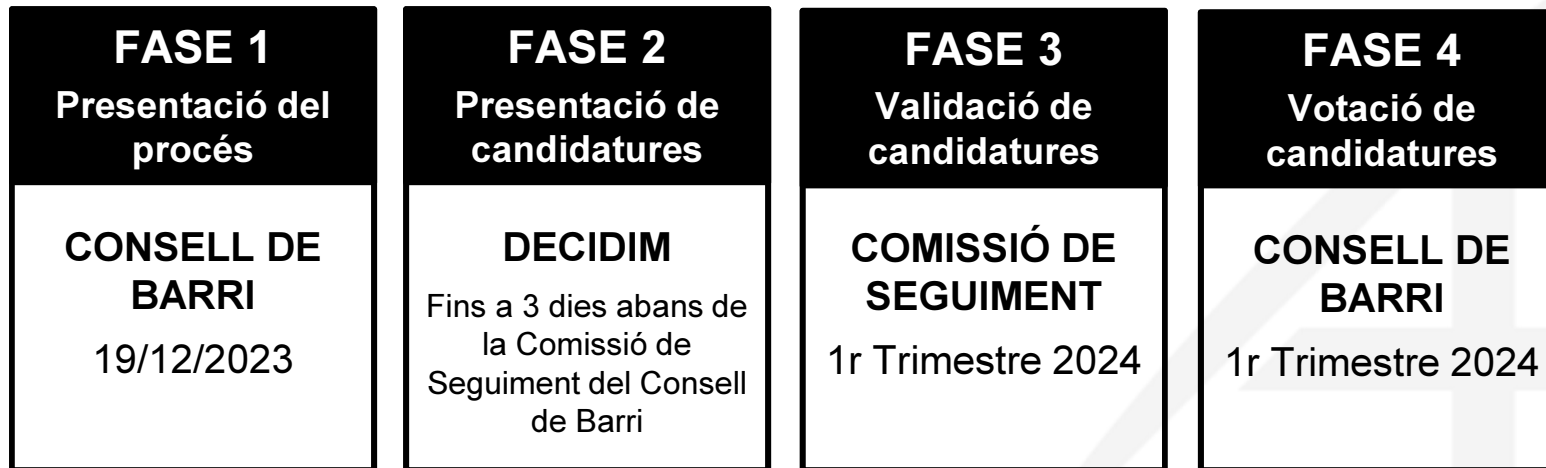 FASE 1
Presentació del
procés
CONSELL DE
BARRI
19/12/2023
FASE 2
Presentació de
candidatures
DECIDIM
Fins a 3 dies abans de
la Comissió de
Seguiment del Consell
de Barri
FASE 3
Validació de
candidatures
COMISSIÓ DE
SEGUIMENT
1r Trimestre 2024
FASE 4
Votació de
candidatures
CONSELL DE
BARRI
1r Trimestre 2024